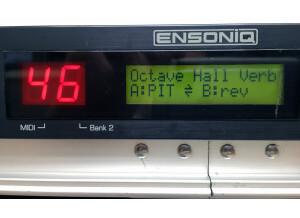 ENSONIQ
46
Octave Hall Verb
A:PIT ⇄ B:rev
MIDI
Bank 2